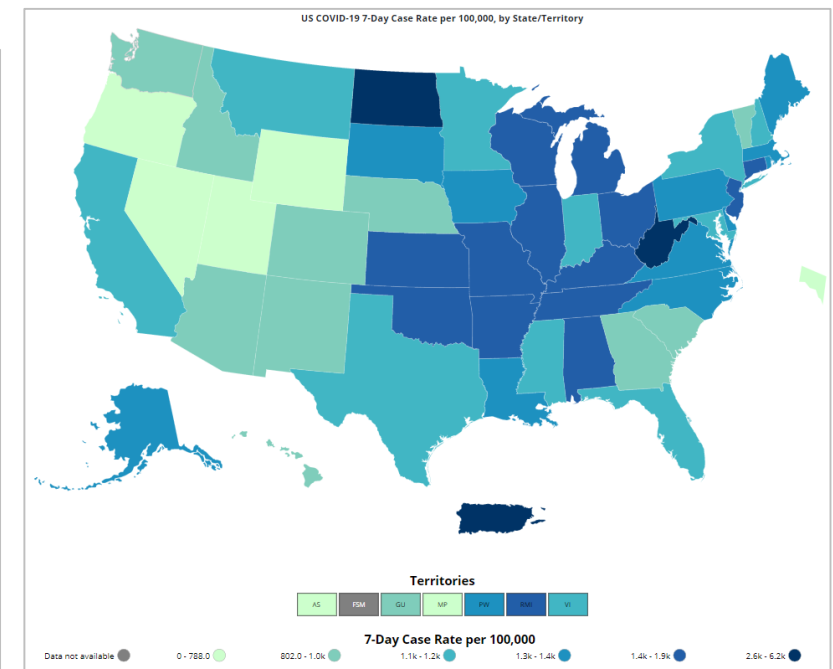 US COVID-19 7-Day Case Rate per 100,000, by State/Territory
Territories
AS FSM GU MP PW RMI VI
7-Day Case Rate per 100,000
Data not available 0 - 788.0 802.0 - 1.0k 1.1k - 1.2k 1.3k - 1.4k 1.4k - 1.9k 2.6k - 6.2k